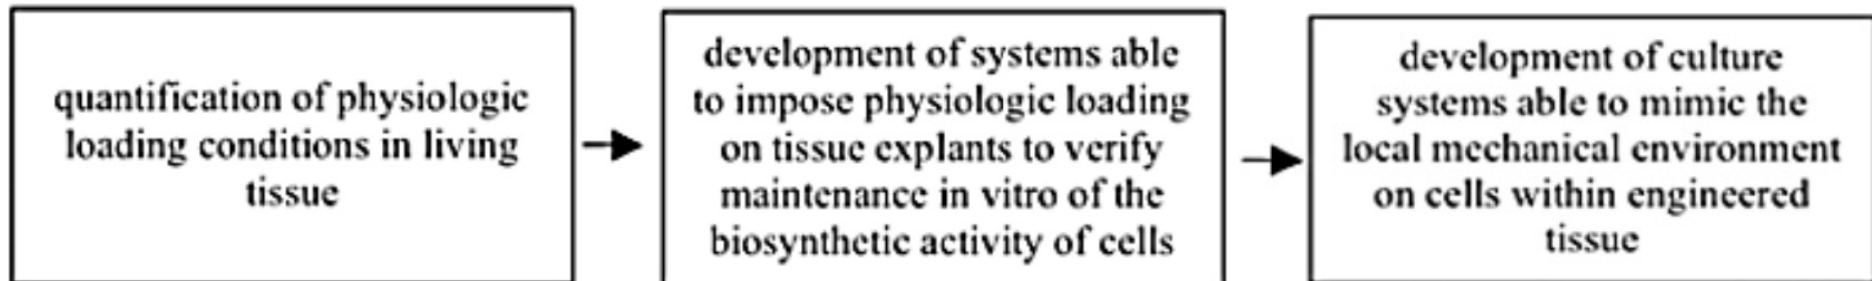 quantification of physiologic
loading conditions in living
tissue
development of systems able
to impose physiologic loading
on tissue explants to verify
maintenance in vitro of the
biosynthetic activity of cells
development of culture
systems able to mimic the
local mechanical environment
on cells within engineered
tissue